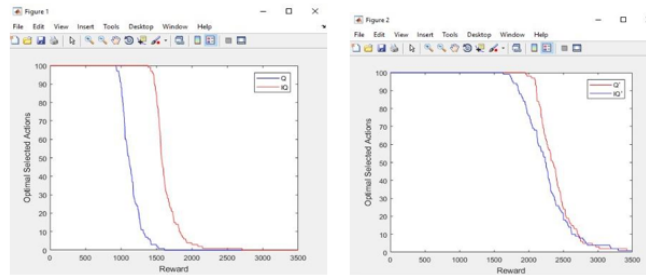 Figure 1
File Edit View Insert Tools Desktop Window Help
100
90
80
70
60
50
40
30
20
10
0
Optimal Selected Actions
Q
IQ
0 500 1000 1500 2000 2500 3000 3500
Reward
Figure 2
File Edit View Insert Tools Desktop Window Help
100
90
80
70
60
50
40
30
20
10
0
Optimal Selected Actions
Q'
IQ'
0 500 1000 1500 2000 2500 3000 3500
Reward